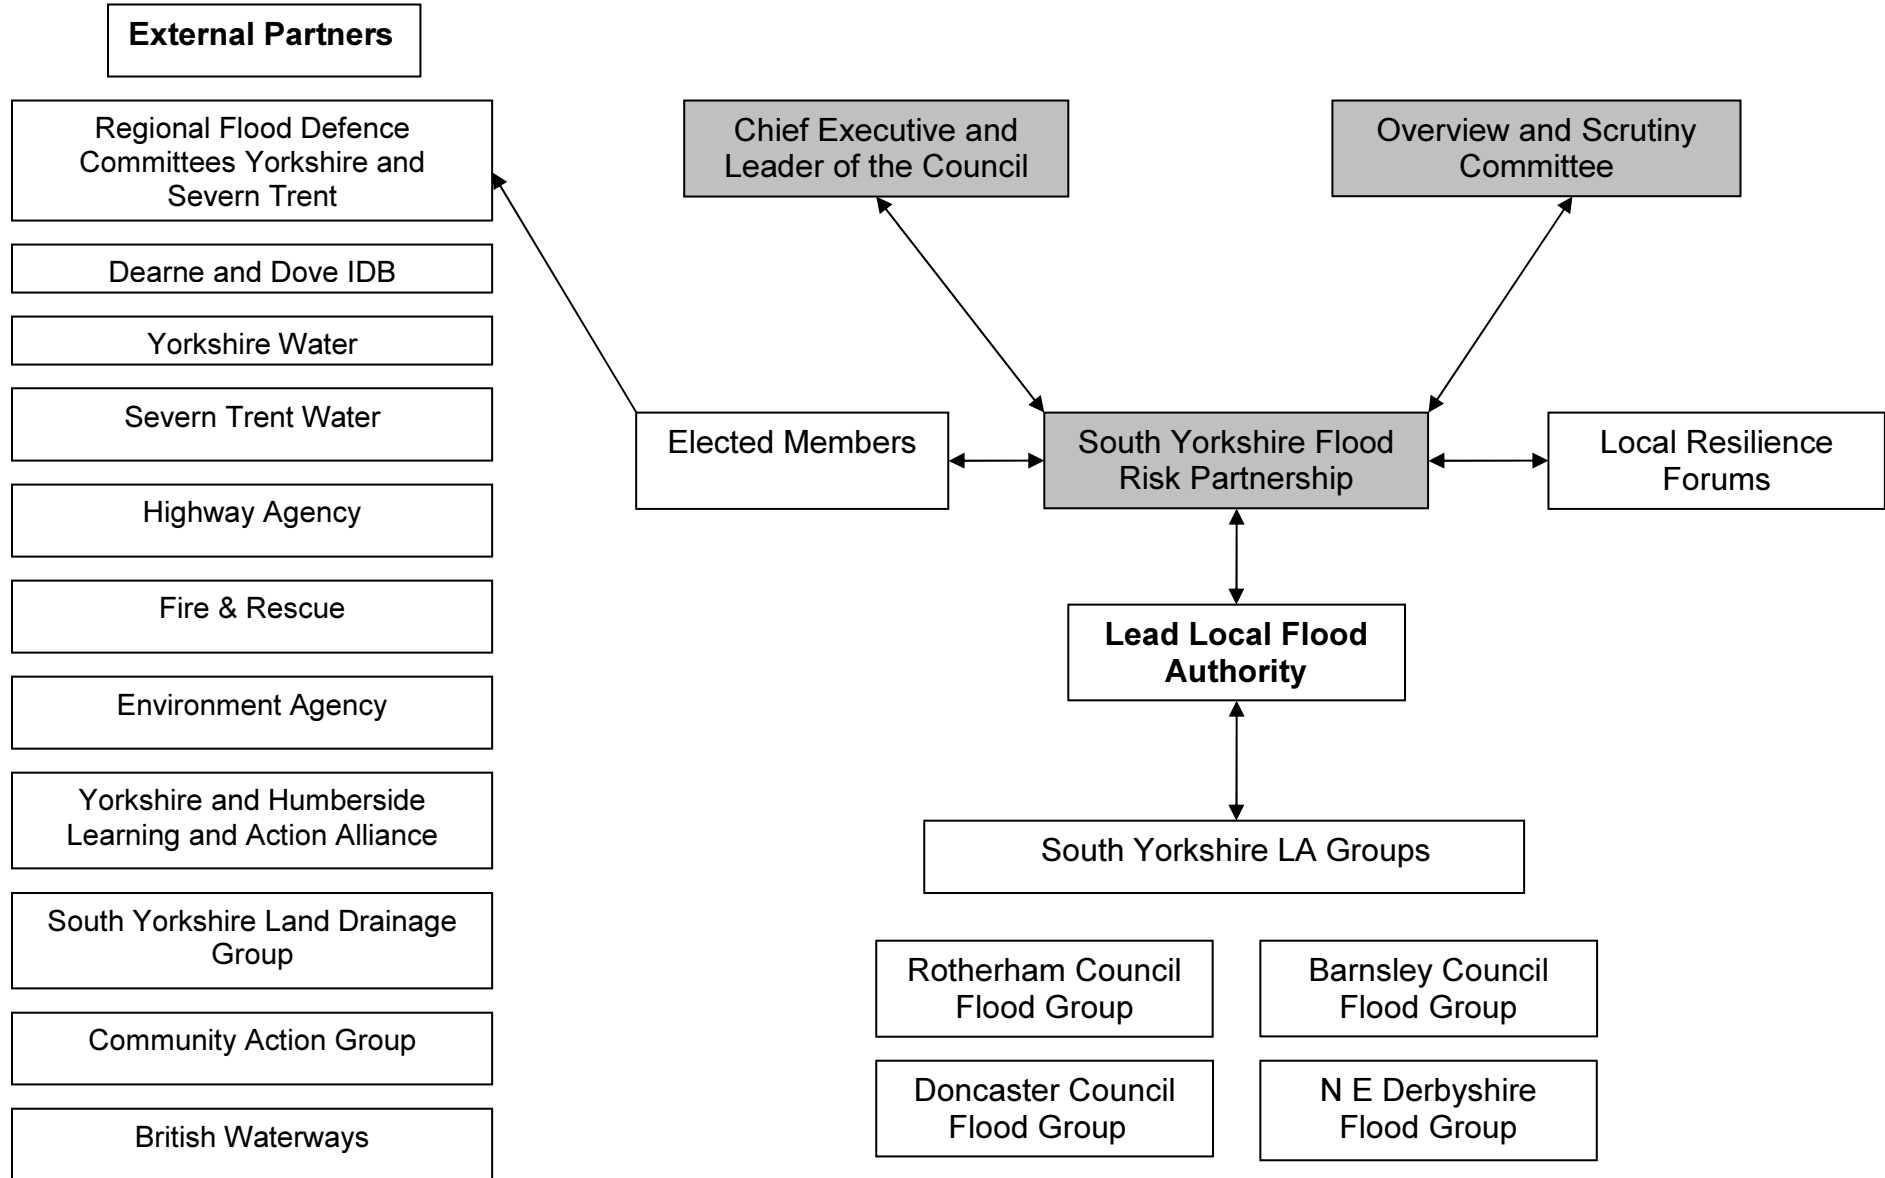 External Partners
Regional Flood Defence
Committees Yorkshire and
Severn Trent
Dearne and Dove IDB
Yorkshire Water
Severn Trent Water
Highway Agency
Fire & Rescue
Environment Agency
Yorkshire and Humberside
Learning and Action Alliance
South Yorkshire Land Drainage
Group
Community Action Group
British Waterways
Chief Executive and
Leader of the Council
Overview and Scrutiny
Committee
Elected Members
South Yorkshire Flood
Risk Partnership
Local Resilience
Forums
Lead Local Flood
Authority
South Yorkshire LA Groups
Rotherham Council
Flood Group
Barnsley Council
Flood Group
Doncaster Council
Flood Group
N E Derbyshire
Flood Group